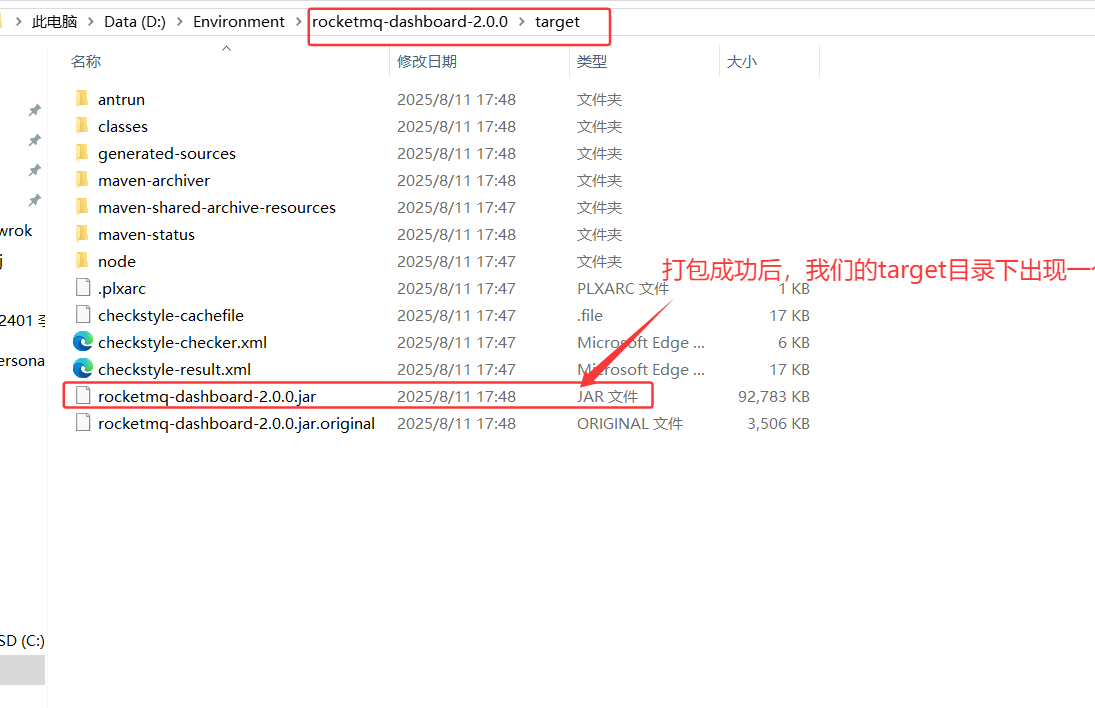 此电脑 > Data (D:) > Environment > rocketmq-dashboard-2.0.0 > target
名称 修改日期 类型 大小
antrun 2025/8/11 17:48 文件夹
classes 2025/8/11 17:48 文件夹
generated-sources 2025/8/11 17:48 文件夹
maven-archiver 2025/8/11 17:48 文件夹
maven-shared-archive-resources 2025/8/11 17:47 文件夹
wrok
maven-status 2025/8/11 17:48 文件夹
node 2025/8/11 17:47 文件夹
打包成功后，我们的target目录下出现一个
.plxarc 2025/8/11 17:47 PLXARC 文件 1 KB
checkstyle-cachefile 2025/8/11 17:47 .file 17 KB
2401
checkstyle-checker.xml 2025/8/11 17:47 Microsoft Edge ... 6 KB
ersona
checkstyle-result.xml 2025/8/11 17:47 Microsoft Edge ... 17 KB
rocketmq-dashboard-2.0.0.jar 2025/8/11 17:48 JAR 文件 92,783 KB
rocketmq-dashboard-2.0.0.jar.original 2025/8/11 17:48 ORIGINAL 文件 3,506 KB
SD (C:)